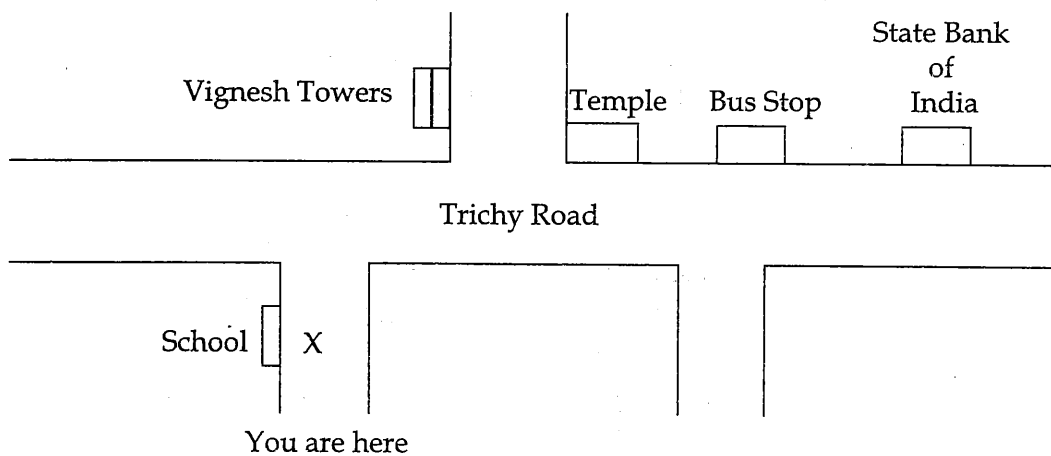 State Bank
of
India
Vignesh Towers
Temple
Bus Stop
Trichy Road
School
X
You are here